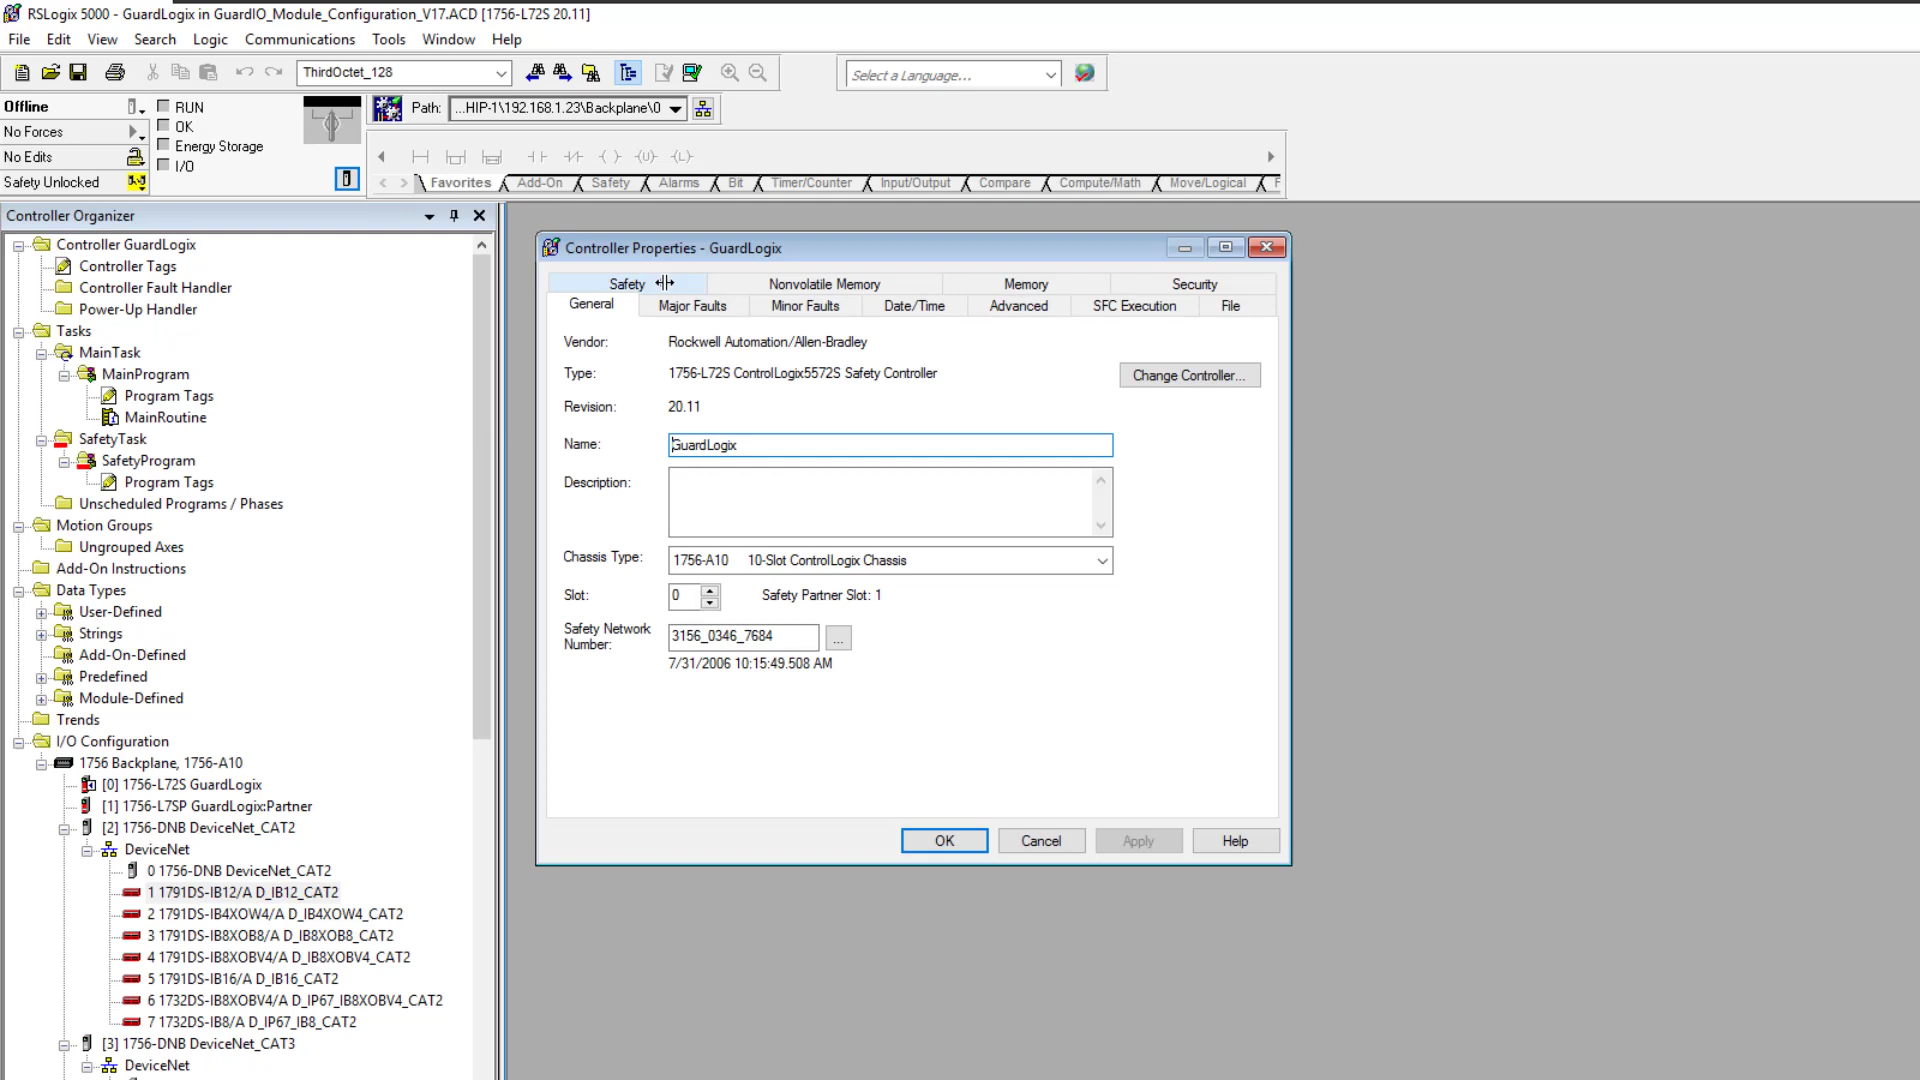 RSLogix 5000 - GuardLogix in GuardIO_Module_Configuration_V17.ACD [1756-L72S 20.11]
File Edit View Search Logic Communications Tools Window Help
ThirdOctet_128
Select a Language...
Offline
RUN
Path: ...HIP-1\192.168.1.23\Backplane\0
No Forces
OK
Energy Storage
No Edits
I/O
Safety Unlocked
Favorites Add-On Safety Alarms Bit Timer/Counter Input/Output Compare Compute/Math Move/Logical F
Controller Organizer
Controller GuardLogix
Controller Tags
Controller Fault Handler
Power-Up Handler
Tasks
MainTask
MainProgram
Program Tags
MainRoutine
SafetyTask
SafetyProgram
Program Tags
Unscheduled Programs / Phases
Motion Groups
Ungrouped Axes
Add-On Instructions
Data Types
User-Defined
Strings
Add-On-Defined
Predefined
Module-Defined
Trends
I/O Configuration
1756 Backplane, 1756-A10
[0] 1756-L72S GuardLogix
[1] 1756-L7SP GuardLogix:Partner
[2] 1756-DNB DeviceNet_CAT2
DeviceNet
0 1756-DNB DeviceNet_CAT2
1 1791DS-IB12/A D_IB12_CAT2
2 1791DS-IB4XOW4/A D_IB4XOW4_CAT2
3 1791DS-IB8XOB8/A D_IB8XOB8_CAT2
4 1791DS-IB8XOBV4/A D_IB8XOBV4_CAT2
5 1791DS-IB16/A D_IB16_CAT2
6 1732DS-IB8XOBV4/A D_IP67_IB8XOBV4_CAT2
7 1732DS-IB8/A D_IP67_IB8_CAT2
[3] 1756-DNB DeviceNet_CAT3
DeviceNet
Controller Properties - GuardLogix
Safety Nonvolatile Memory Memory Security
General Major Faults Minor Faults Date/Time Advanced SFC Execution File
Vendor: Rockwell Automation/Allen-Bradley
Type: 1756-L72S ControlLogix5572S Safety Controller
Change Controller...
Revision: 20.11
Name: GuardLogix
Description:
Chassis Type: 1756-A10 10-Slot ControlLogix Chassis
Slot: 0 Safety Partner Slot: 1
Safety Network Number: 3156_0346_7684 ...
7/31/2006 10:15:49.508 AM
OK Cancel Apply Help